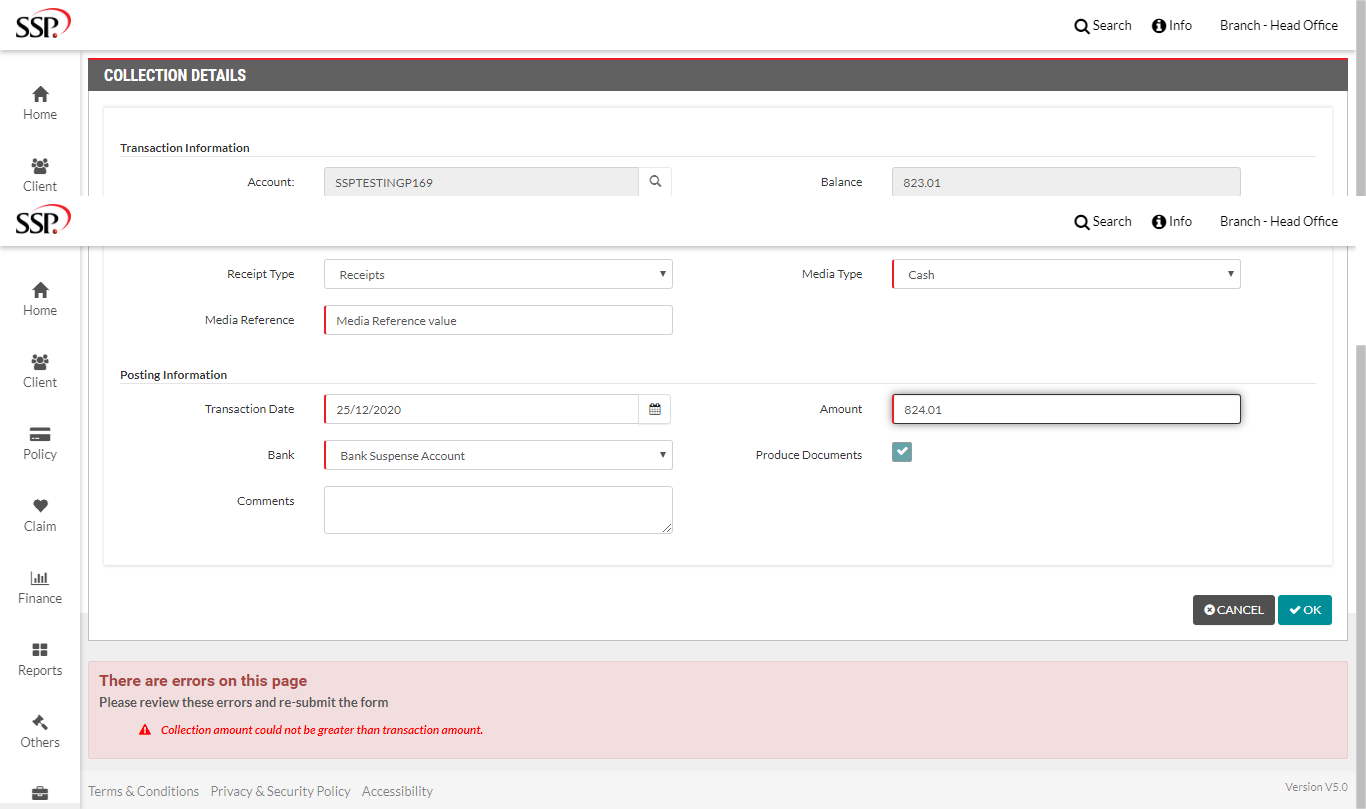 SSP.
Search Info Branch - Head Office
COLLECTION DETAILS
Home
Transaction Information
Account: SSPTESTINGP169 Balance 823.01
Client
SSP.
Search Info Branch - Head Office
Receipt Type Receipts Media Type Cash
Home
Media Reference Media Reference value
Client
Posting Information
Transaction Date 25/12/2020 Amount 824.01
Policy
Bank Bank Suspense Account Produce Documents
Comments
Claim
Finance
CANCEL OK
Reports
There are errors on this page
Please review these errors and re-submit the form
Collection amount could not be greater than transaction amount.
Others
Terms & Conditions Privacy & Security Policy Accessibility Version V5.0